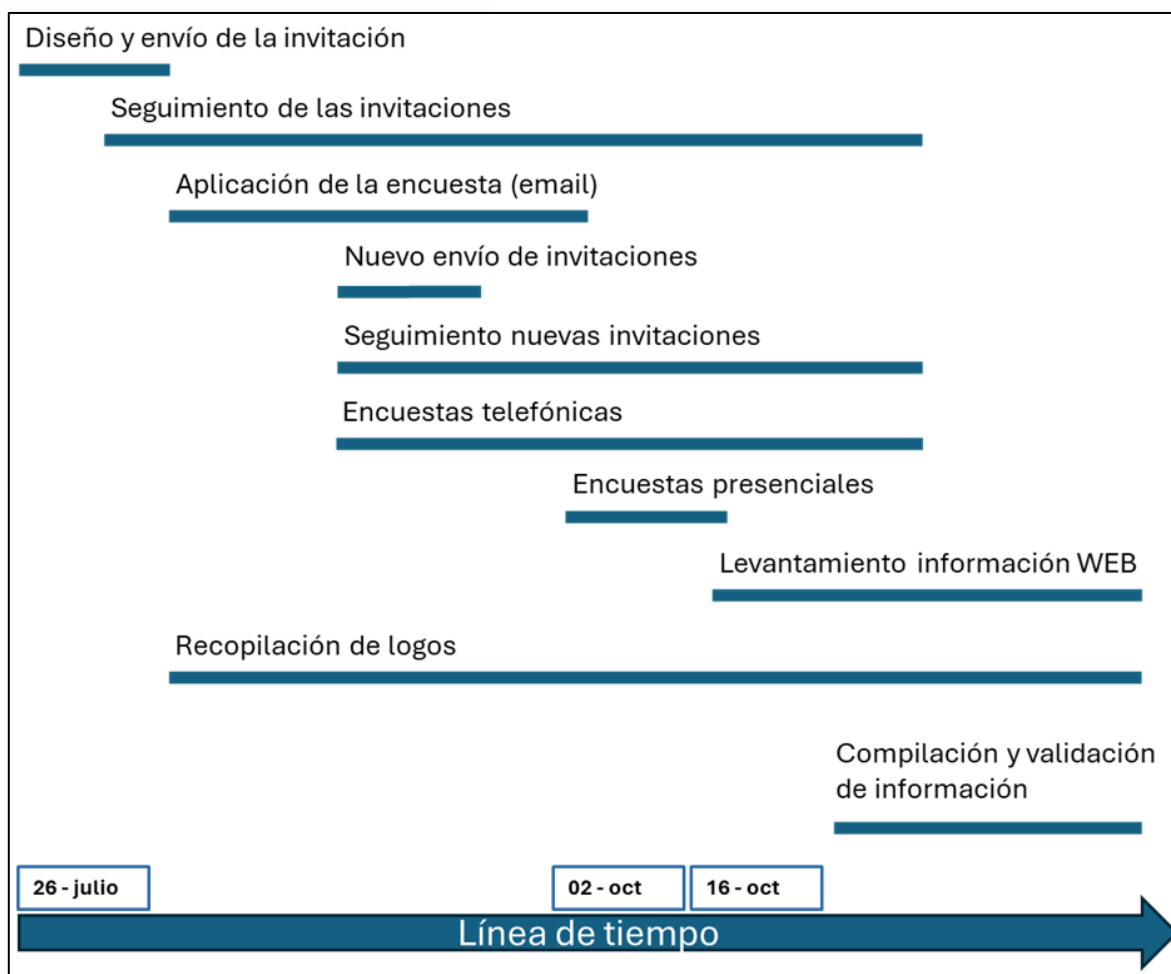 Diseño y envío de la invitación
Seguimiento de las invitaciones
Aplicación de la encuesta (email)
Nuevo envío de invitaciones
Seguimiento nuevas invitaciones
Encuestas telefónicas
Encuestas presenciales
Levantamiento información WEB
Recopilación de logos
Compilación y validación
de información
26 - julio
02 - oct
16 - oct
Línea de tiempo